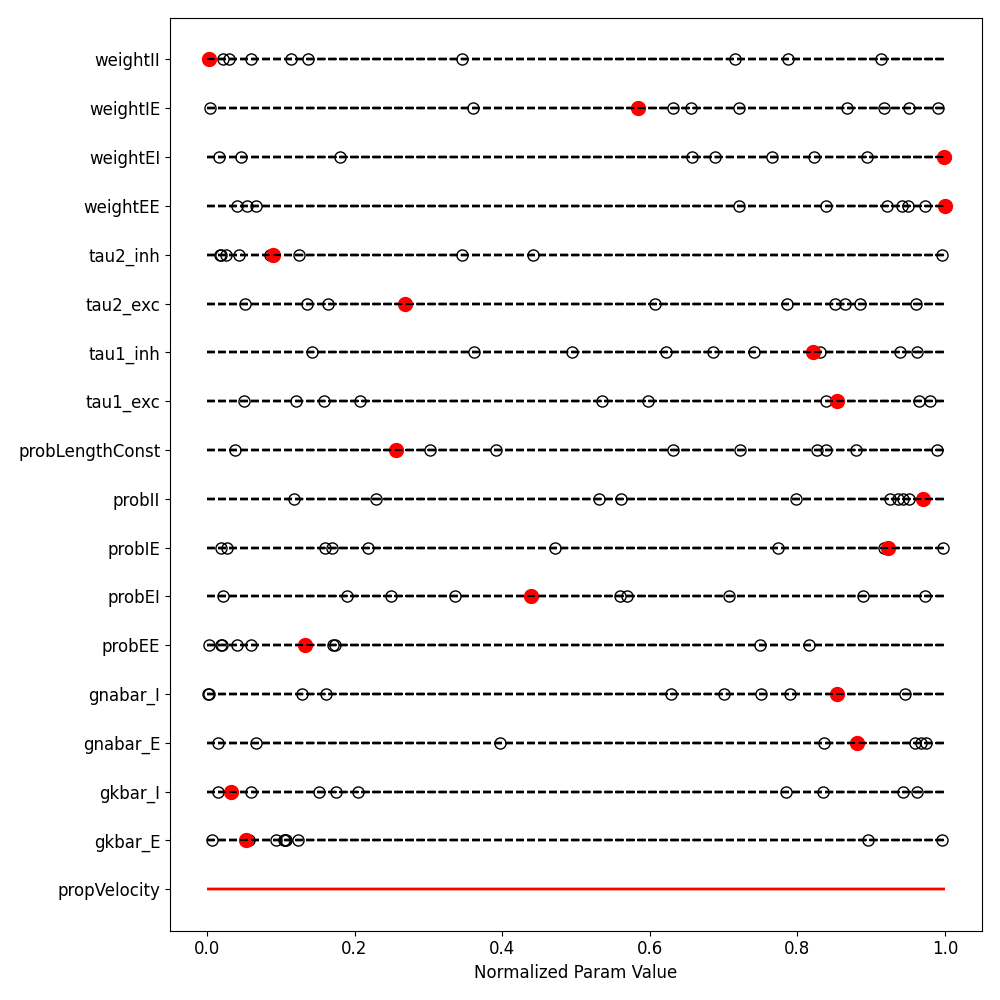 weightII
weightIE
weightEI
weightEE
tau2_inh
tau2_exc
tau1_inh
tau1_exc
probLengthConst
probII
probIE
probEI
probEE
gnabar_I
gnabar_E
gkbar_I
gkbar_E
propVelocity
0.0 0.2 0.4 0.6 0.8 1.0
Normalized Param Value